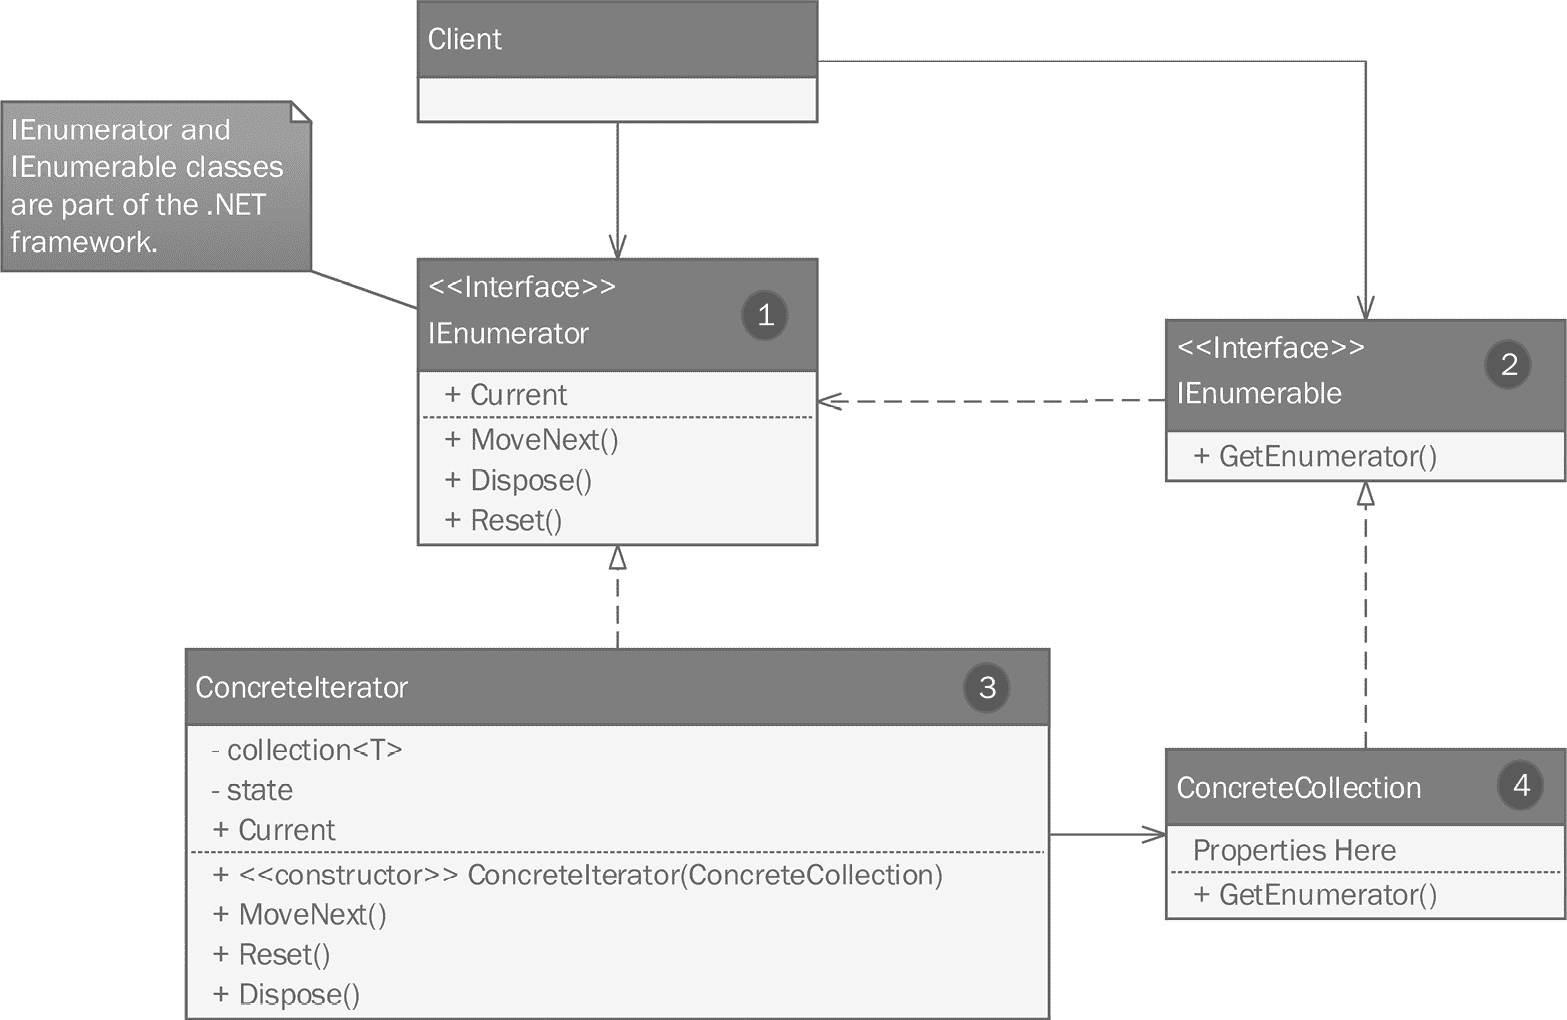 Client
IEnumerator and
IEnumerable classes
are part of the .NET
framework.
<<Interface>>
IEnumerator
1
+ Current
+ MoveNext()
+ Dispose()
+ Reset()
<<Interface>>
IEnumerable
2
+ GetEnumerator()
ConcreteIterator
3
- collection<T>
- state
+ Current
+ <<constructor>> ConcreteIterator(ConcreteCollection)
+ MoveNext()
+ Reset()
+ Dispose()
ConcreteCollection
4
Properties Here
+ GetEnumerator()